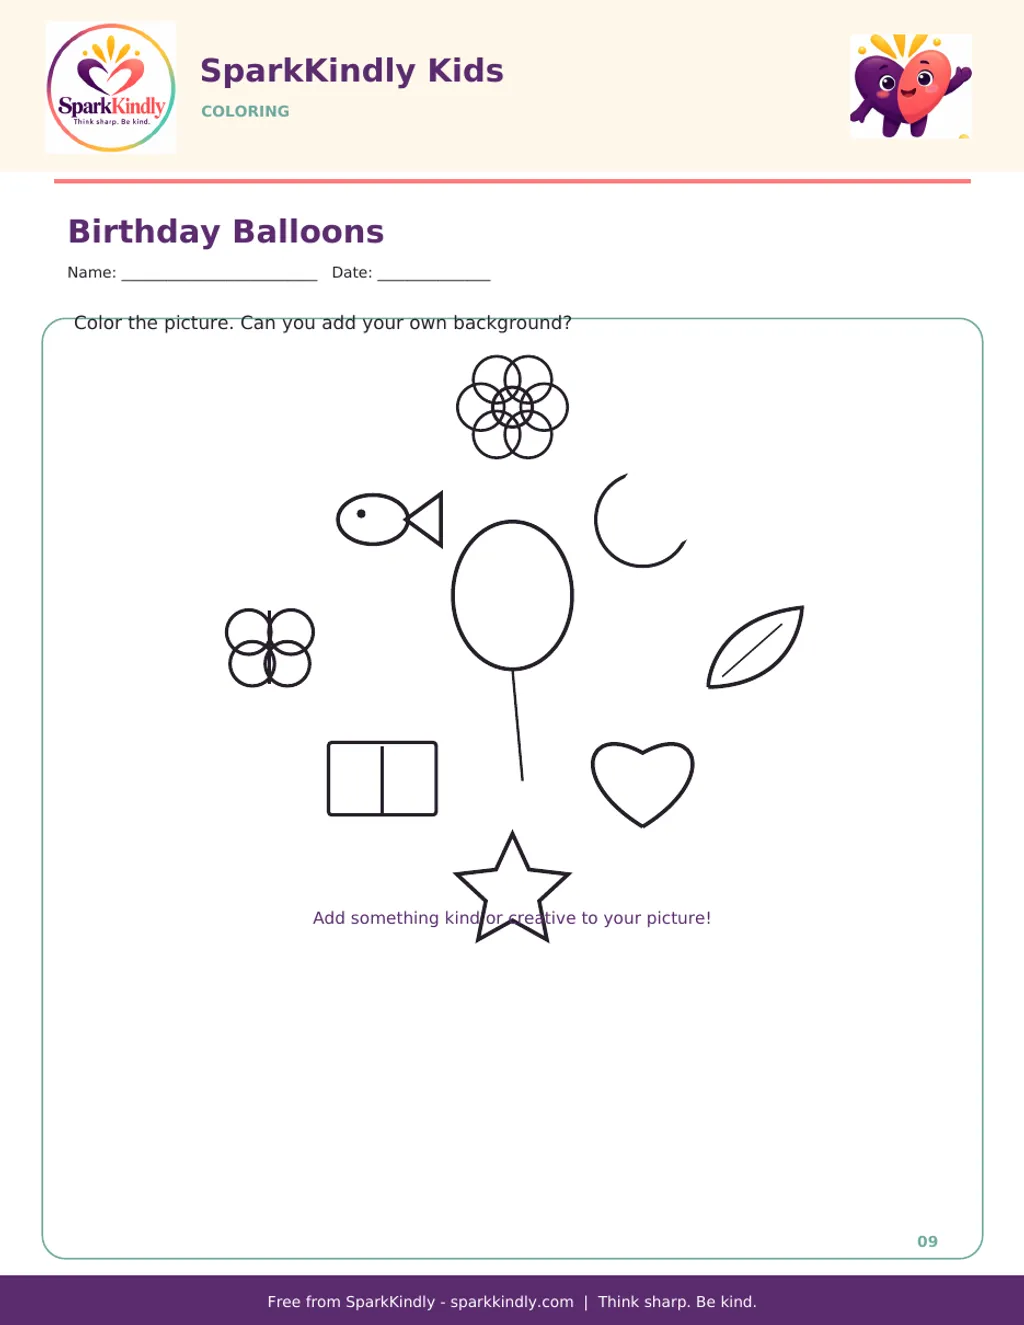 SparkKindly
Think sharp. Be kind.
SparkKindly Kids
COLORING
Birthday Balloons
Name: __________________________ Date: _______________
Color the picture. Can you add your own background?
Add something kind or creative to your picture!
09
Free from SparkKindly - sparkkindly.com | Think sharp. Be kind.